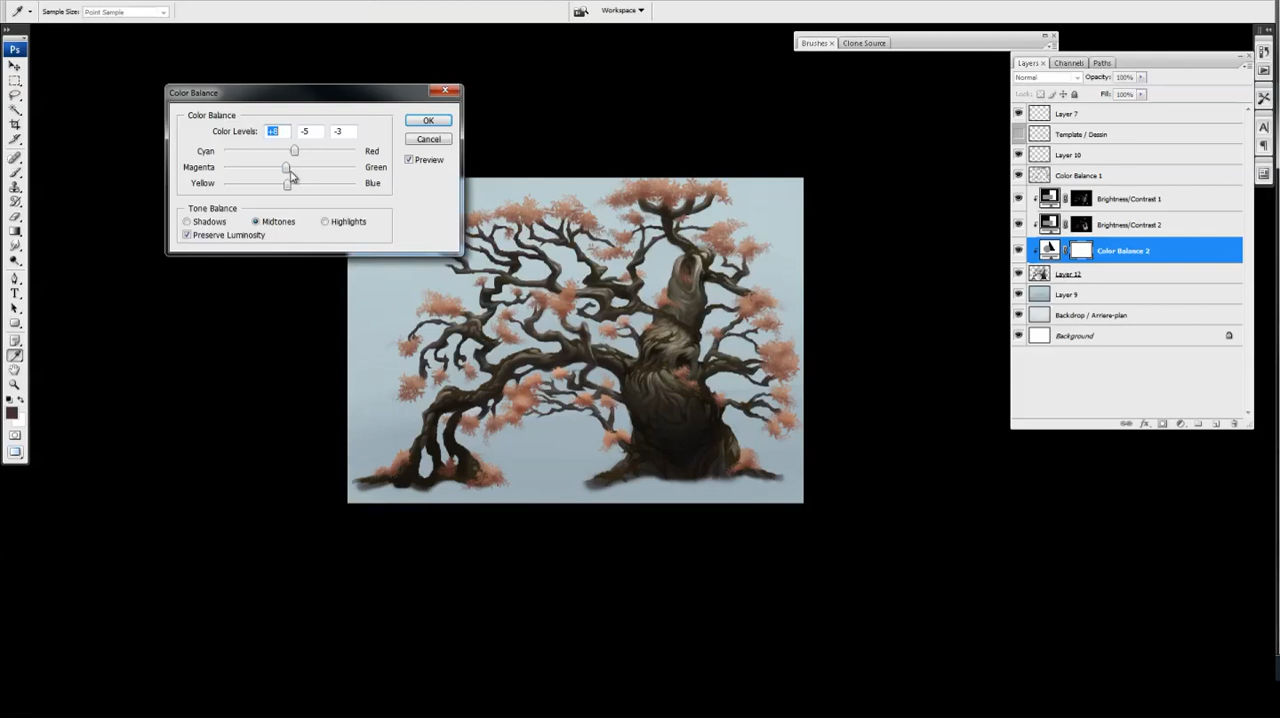 Sample Size: Point Sample
Workspace
Brushes x Clone Source
Ps
Layers x Channels Paths
Normal Opacity: 100%
Lock: Fill: 100%
Layer 7
Template / Dessin
Layer 10
Color Balance 1
Brightness/Contrast 1
Brightness/Contrast 2
Color Balance 2
Layer 12
Layer 9
Backdrop / Arriere-plan
Background
Color Balance
Color Balance
Color Levels: +8 -5 -3
Cyan Red
Magenta Green
Yellow Blue
Tone Balance
Shadows Midtones Highlights
Preserve Luminosity
OK
Cancel
Preview